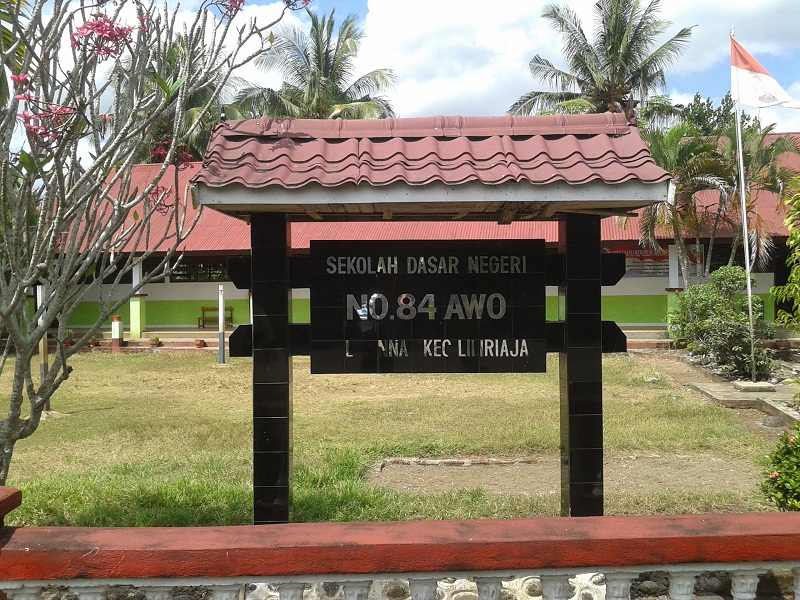 SEKOLAH DASAR NEGERI
NO.84 AWO
KEC LILIRIAJA